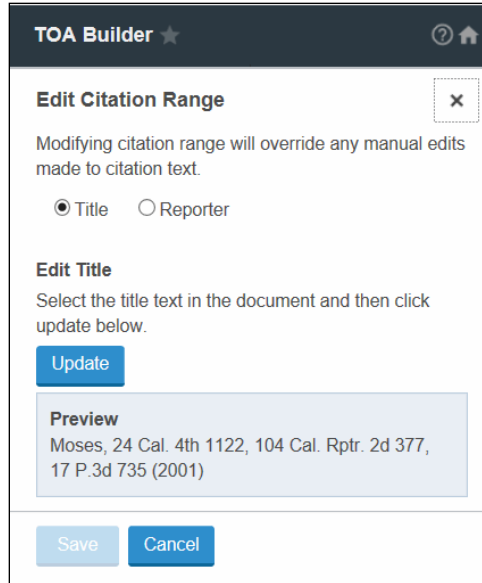 TOA Builder
Edit Citation Range
Modifying citation range will override any manual edits
made to citation text.
Title Reporter
Edit Title
Select the title text in the document and then click
update below.
Update
Preview
Moses, 24 Cal. 4th 1122, 104 Cal. Rptr. 2d 377,
17 P.3d 735 (2001)
Save Cancel